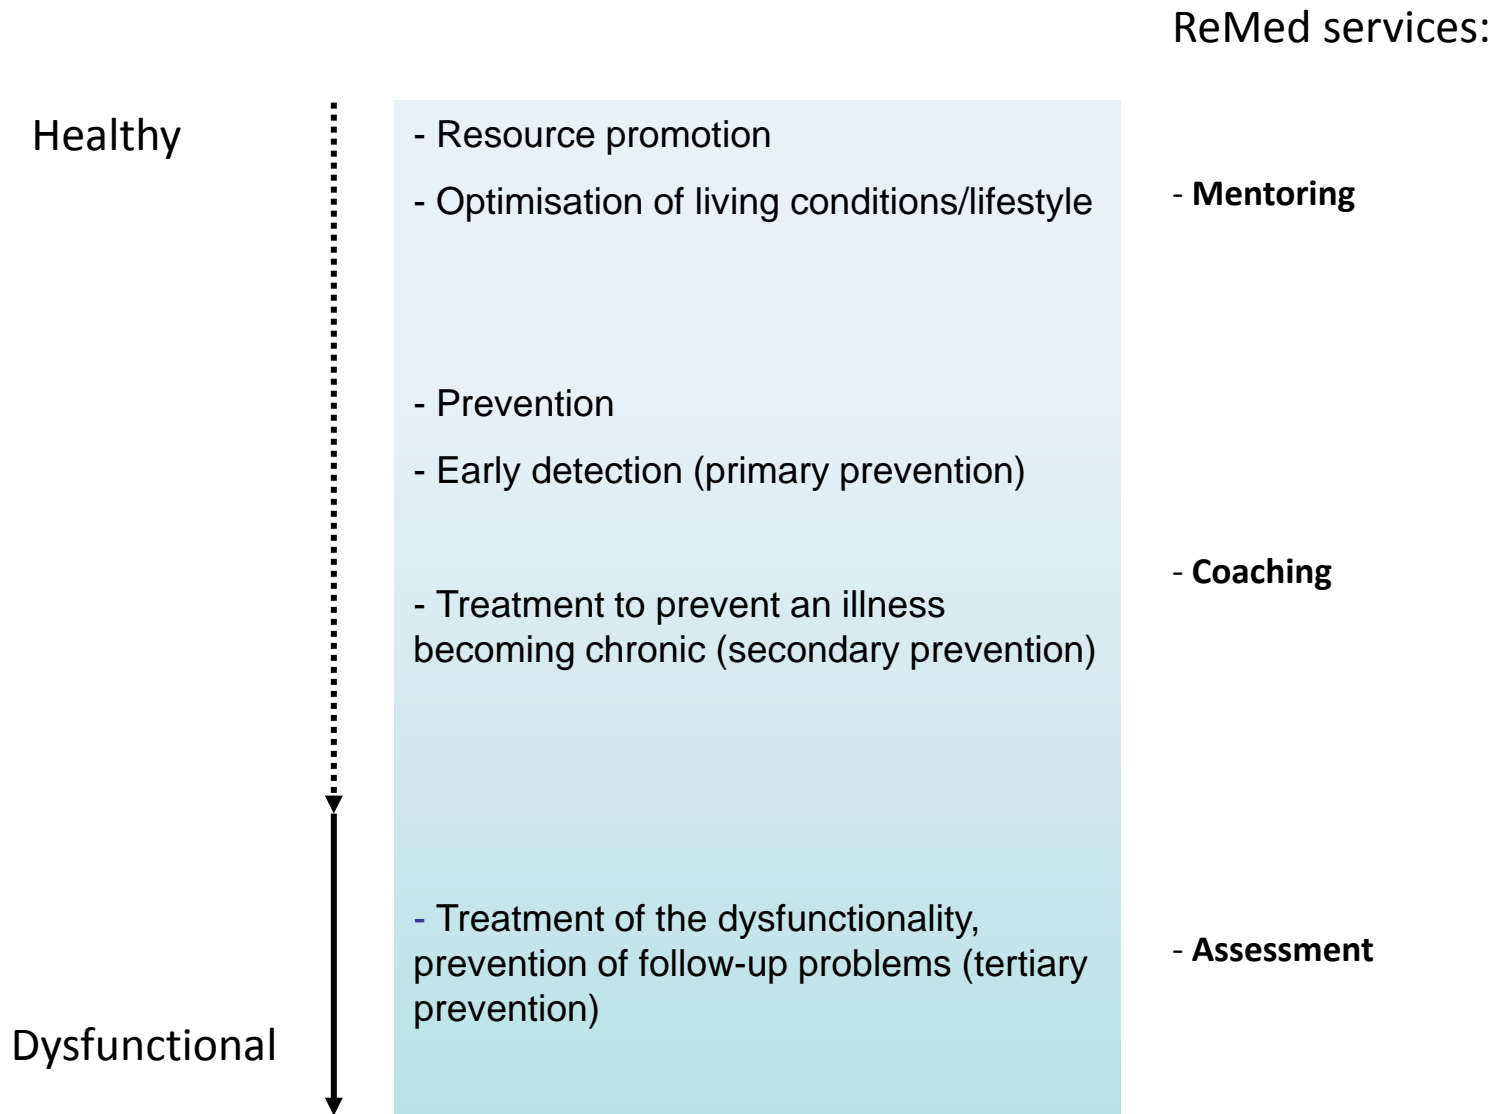 ReMed services:
Healthy
- Resource promotion
- Optimisation of living conditions/lifestyle
- Mentoring
- Prevention
- Early detection (primary prevention)
- Coaching
- Treatment to prevent an illness
becoming chronic (secondary prevention)
- Treatment of the dysfunctionality,
prevention of follow-up problems (tertiary
prevention)
- Assessment
Dysfunctional